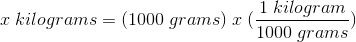 x kilograms = (1000 grams) x (1 kilogram / 1000 grams)